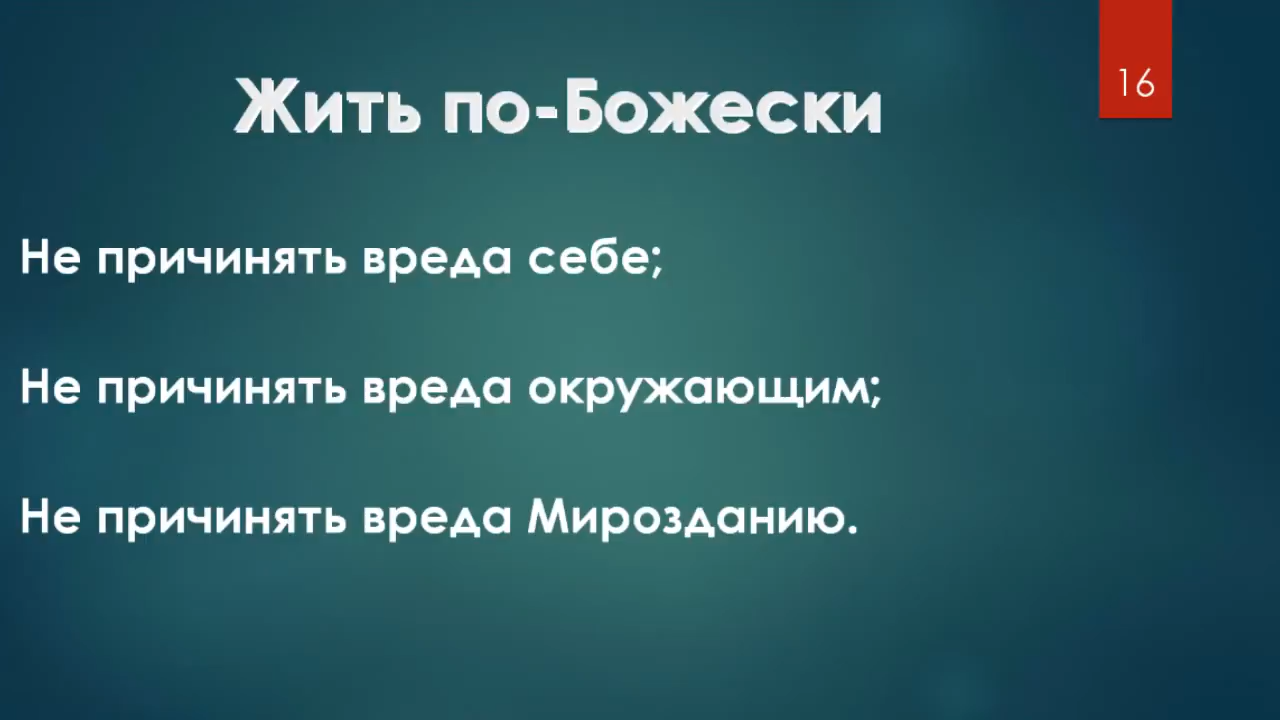 16
Жить по-Божески
Не причинять вреда себе;
Не причинять вреда окружающим;
Не причинять вреда Мирозданию.